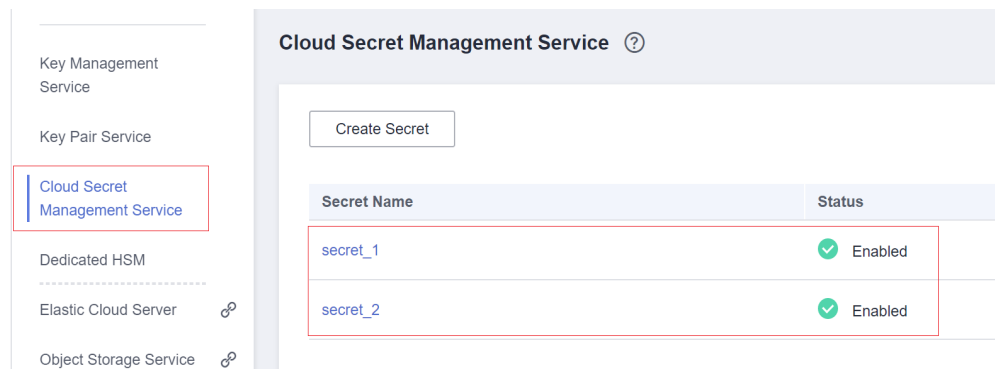 Key Management
Service
Key Pair Service
Cloud Secret
Management Service
Dedicated HSM
Elastic Cloud Server
Object Storage Service
Cloud Secret Management Service ?
Create Secret
Secret Name Status
secret_1 Enabled
secret_2 Enabled